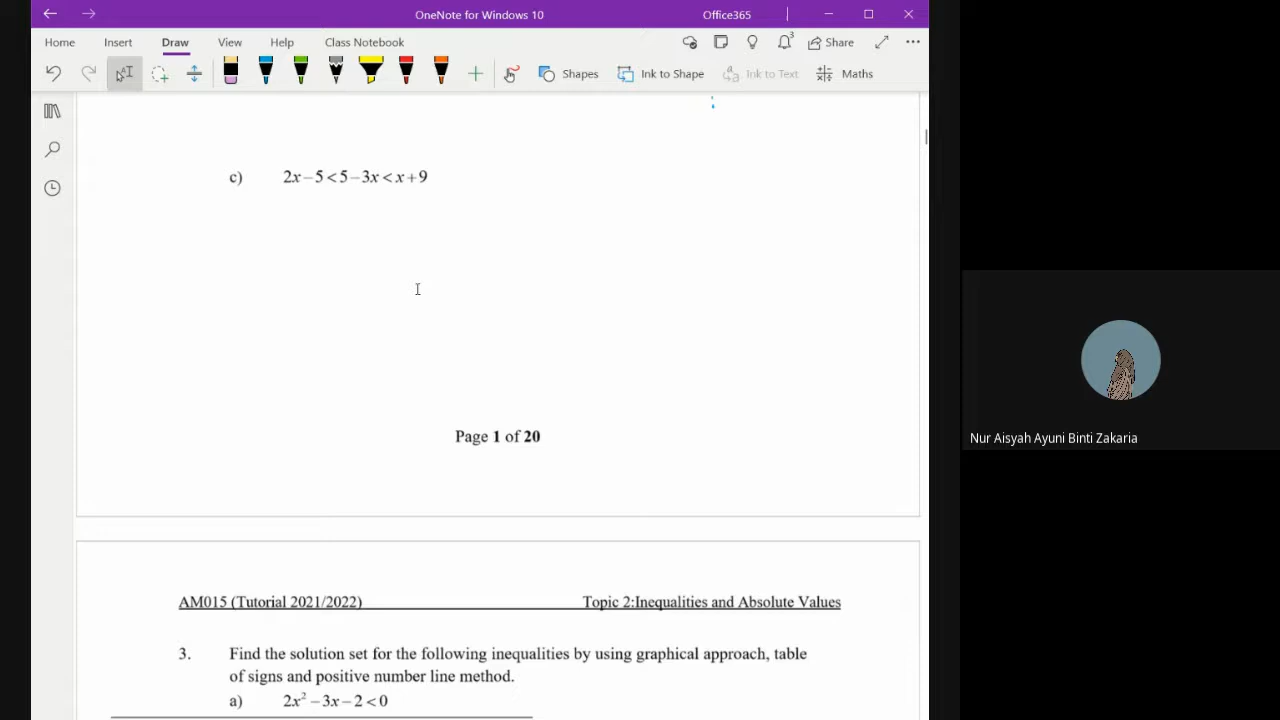 OneNote for Windows 10
Office365
Home Insert Draw View Help Class Notebook
Share
Shapes
Ink to Shape
Ink to Text
Maths
c) 2x – 5 < 5 – 3x < x + 9
Page 1 of 20
Nur Aisyah Ayuni Binti Zakaria
AM015 (Tutorial 2021/2022) Topic 2:Inequalities and Absolute Values
3. Find the solution set for the following inequalities by using graphical approach, table
of signs and positive number line method.
a) 2x² – 3x – 2 < 0